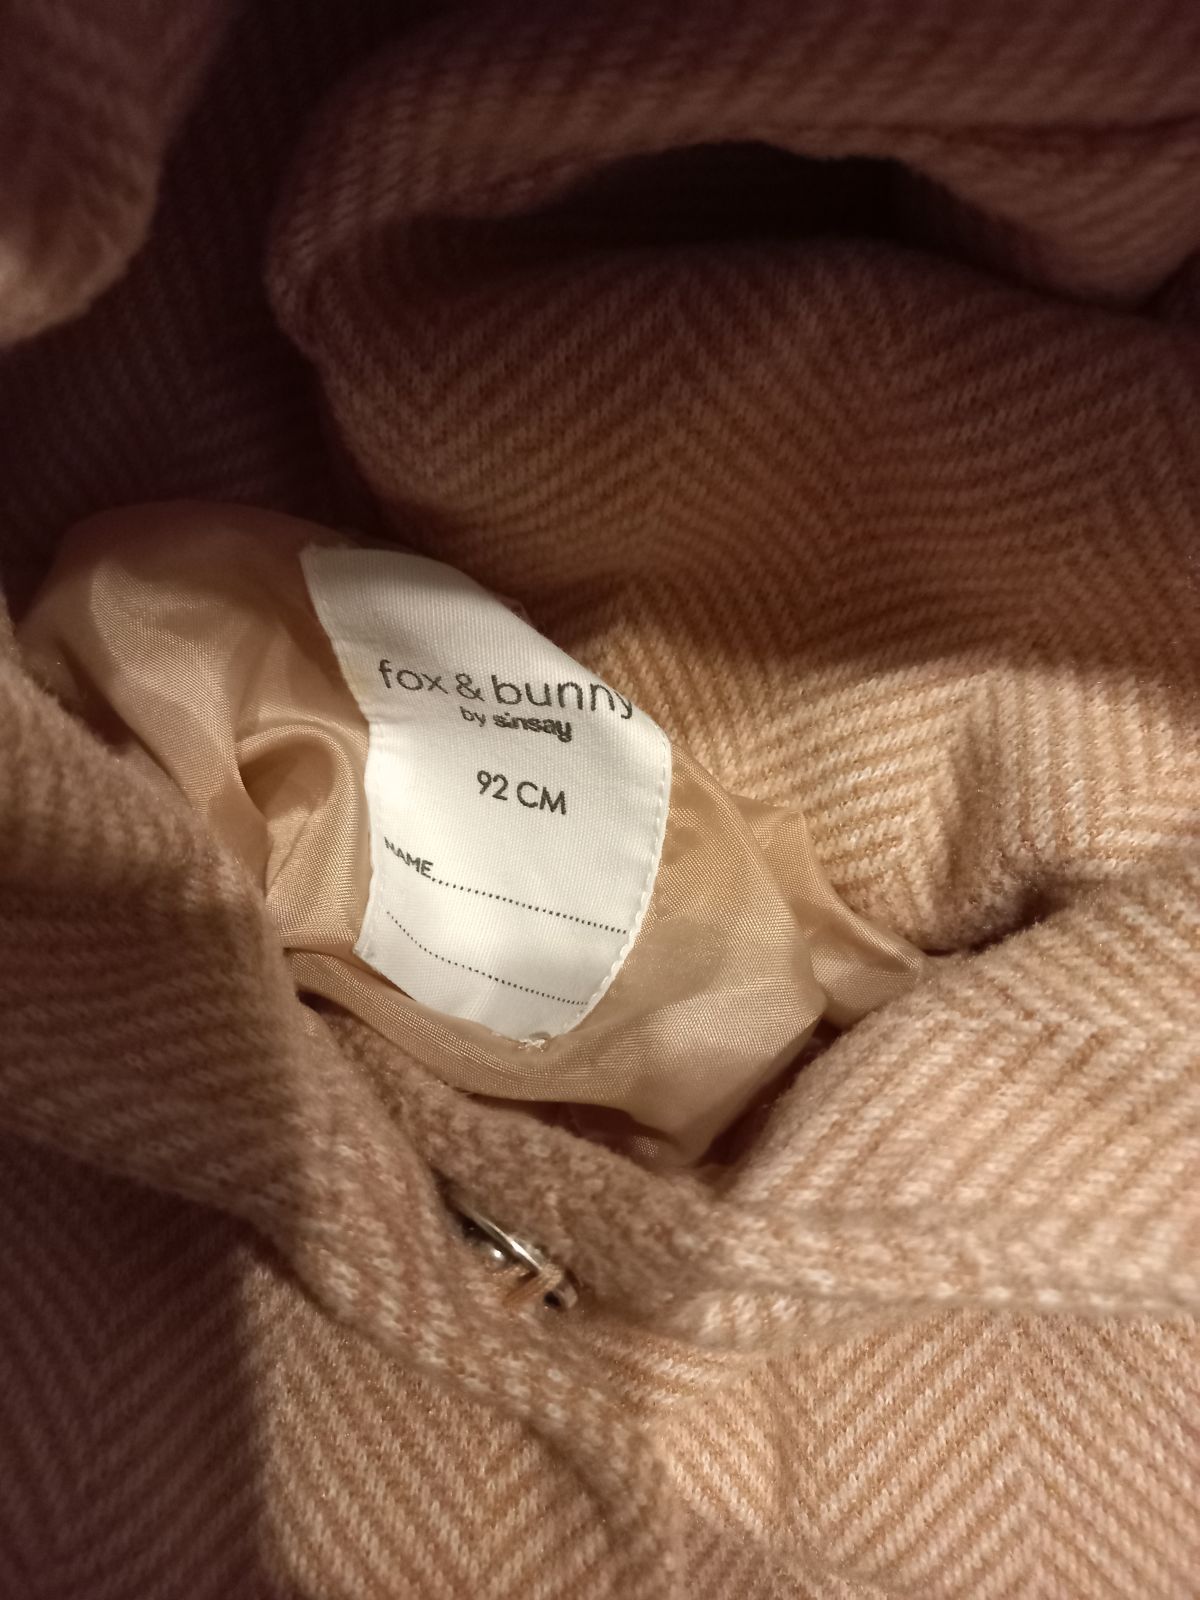 fox & bunny
by sinsay
92 CM
NAME..............................
..............................